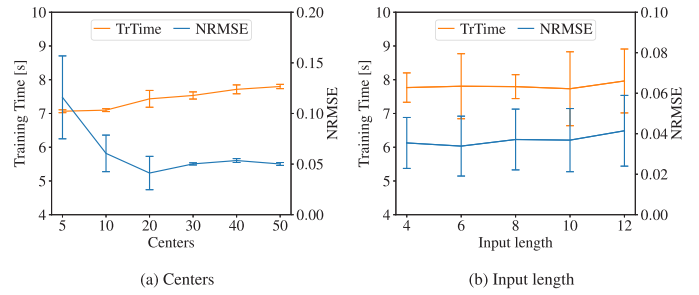 TrTime NRMSE
Training Time [s]
10
9
8
7
6
5
4
0.20
0.15
0.10
0.05
0.00
NRMSE
5 10 20 30 40 50
Centers
(a) Centers
TrTime NRMSE
Training Time [s]
10
9
8
7
6
5
4
0.10
0.08
0.06
0.04
0.02
0.00
NRMSE
4 6 8 10 12
Input length
(b) Input length